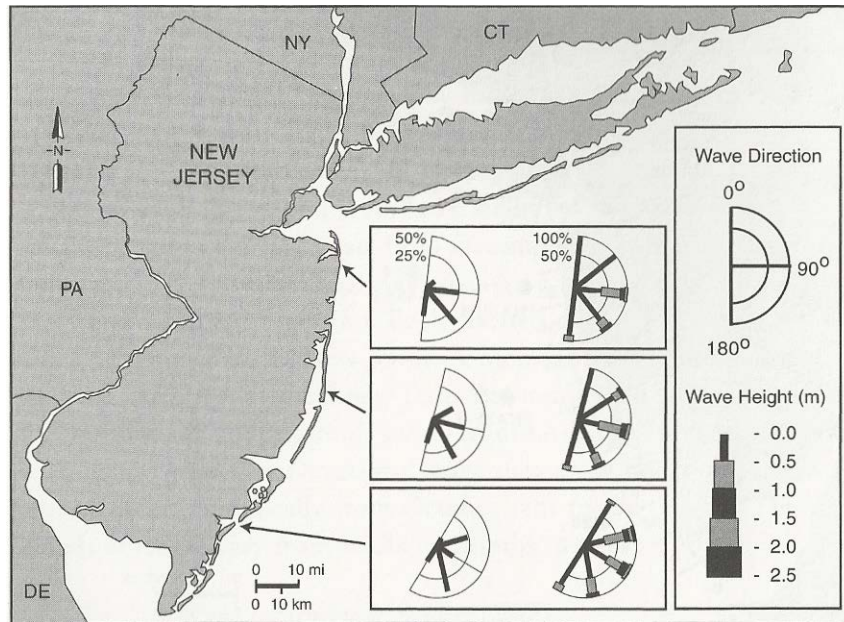 NY
CT
-N-
NEW
JERSEY
PA
DE
0 10 mi
0 10 km
50%
25%
100%
50%
Wave Direction
0°
90°
180°
Wave Height (m)
- 0.0
- 0.5
- 1.0
- 1.5
- 2.0
- 2.5